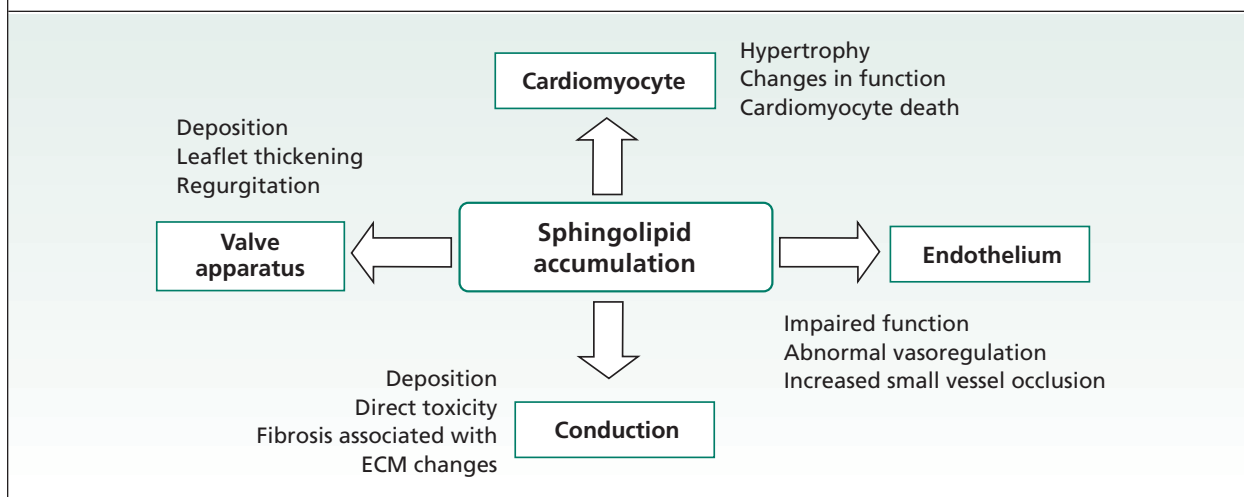 Cardiomyocyte
Hypertrophy
Changes in function
Cardiomyocyte death
Deposition
Leaflet thickening
Regurgitation
Valve
apparatus
Sphingolipid
accumulation
Endothelium
Impaired function
Abnormal vasoregulation
Increased small vessel occlusion
Deposition
Direct toxicity
Fibrosis associated with
ECM changes
Conduction